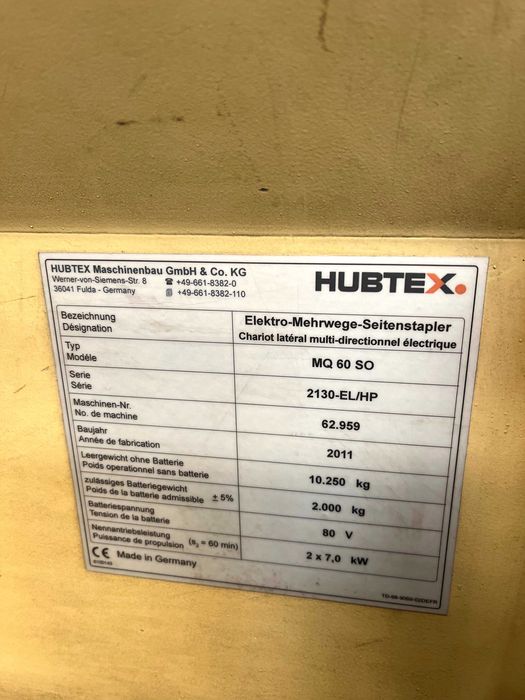 HUBTEX Maschinenbau GmbH & Co. KG
Werner-von-Siemens-Str. 8 ☎ +49-661-8382-0
36041 Fulda - Germany +49-661-8382-110
HUBTEX.
Bezeichnung
Désignation
Elektro-Mehrwege-Seitenstapler
Chariot latéral multi-directionnel électrique
Typ
Modèle
MQ 60 SO
Serie
Série
2130-EL/HP
Maschinen-Nr.
No. de machine
62.959
Baujahr
Année de fabrication
2011
Leergewicht ohne Batterie
Poids operationnel sans batterie
10.250 kg
zulässiges Batteriegewicht
Poids de la batterie admissible ± 5%
2.000 kg
Batteriespannung
Tension de la batterie
80 V
Nennantriebsleistung
Puissance de propulsion (s₂ = 60 min)
2 x 7,0 kW
CE Made in Germany